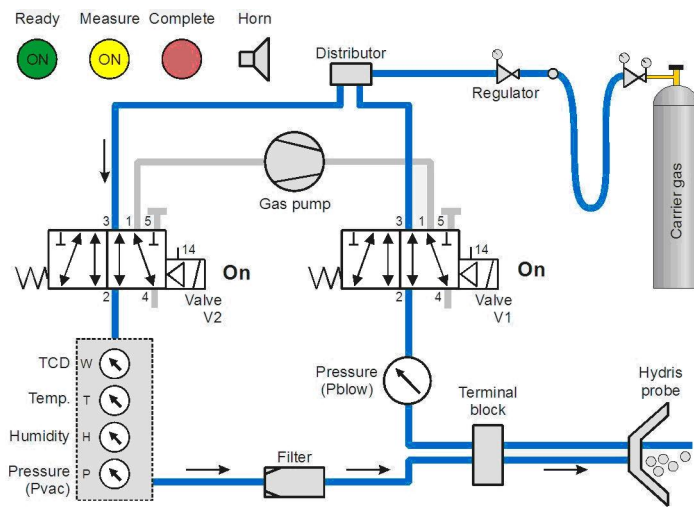 Ready Measure Complete Horn
ON ON
Distributor
Regulator
Gas pump
Carrier gas
3 1 5
14
On
2 4
Valve
V2
3 1 5
14
On
2 4
Valve
V1
TCD W
Temp. T
Humidity H
Pressure P
(Pvac)
Pressure
(Pblow)
Filter
Terminal
block
Hydris
probe